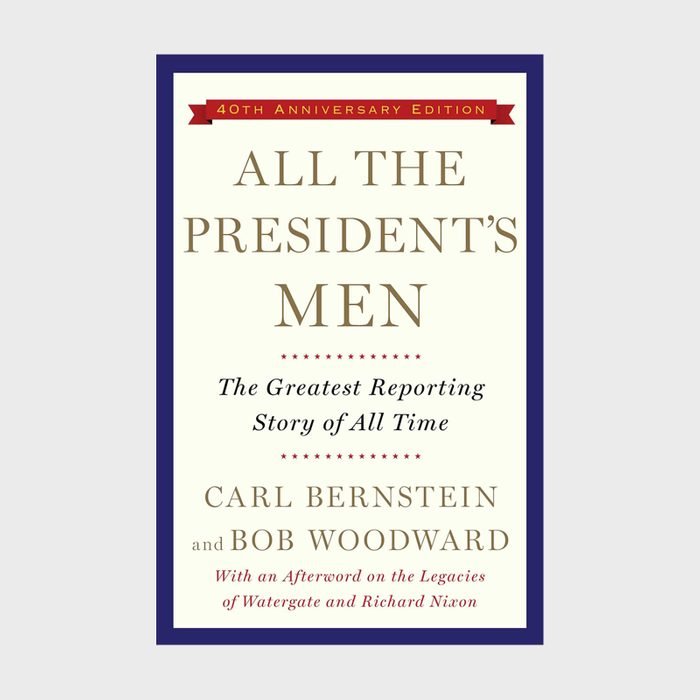 40TH ANNIVERSARY EDITION
ALL THE
PRESIDENT'S
MEN
The Greatest Reporting
Story of All Time
CARL BERNSTEIN
and BOB WOODWARD
With an Afterword on the Legacies
of Watergate and Richard Nixon